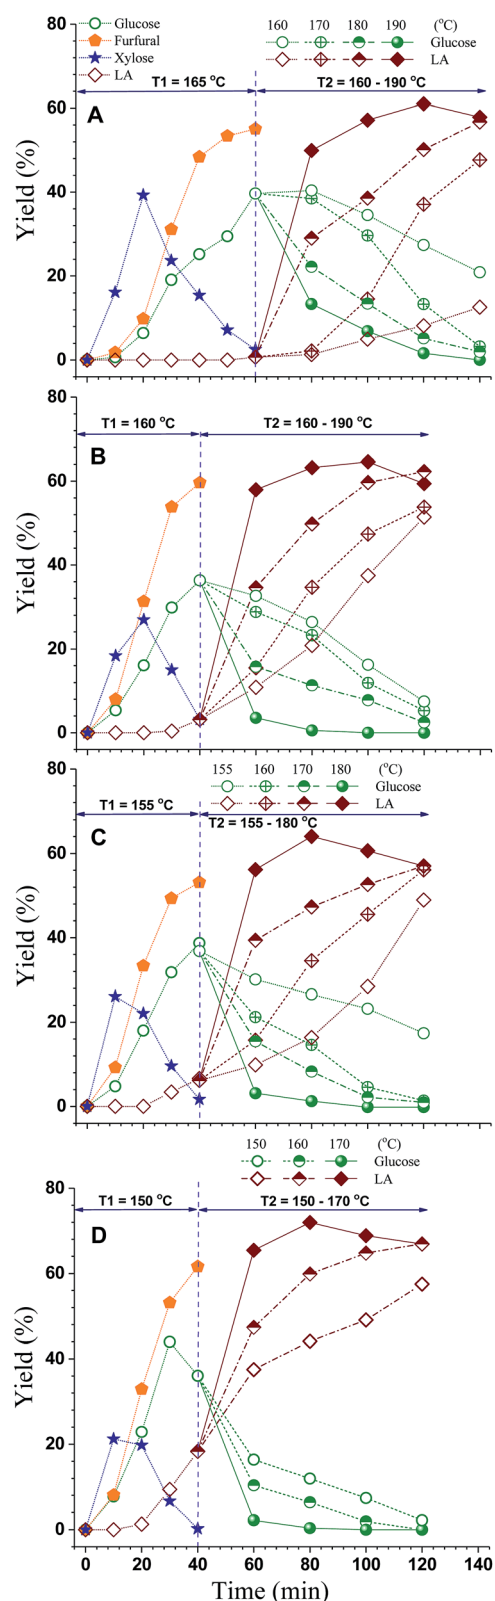 Glucose
Furfural
Xylose
LA
160 170 180 190 (°C)
Glucose
LA
T1 = 165 °C
T2 = 160 - 190 °C
A
Yield (%)
80
60
40
20
0
T1 = 160 °C
T2 = 160 - 190 °C
B
Yield (%)
80
60
40
20
0
155 160 170 180 (°C)
Glucose
LA
T1 = 155 °C
T2 = 155 - 180 °C
C
Yield (%)
80
60
40
20
0
150 160 170 (°C)
Glucose
LA
T1 = 150 °C
T2 = 150 - 170 °C
D
Yield (%)
80
60
40
20
0
0 20 40 60 80 100 120 140
Time (min)